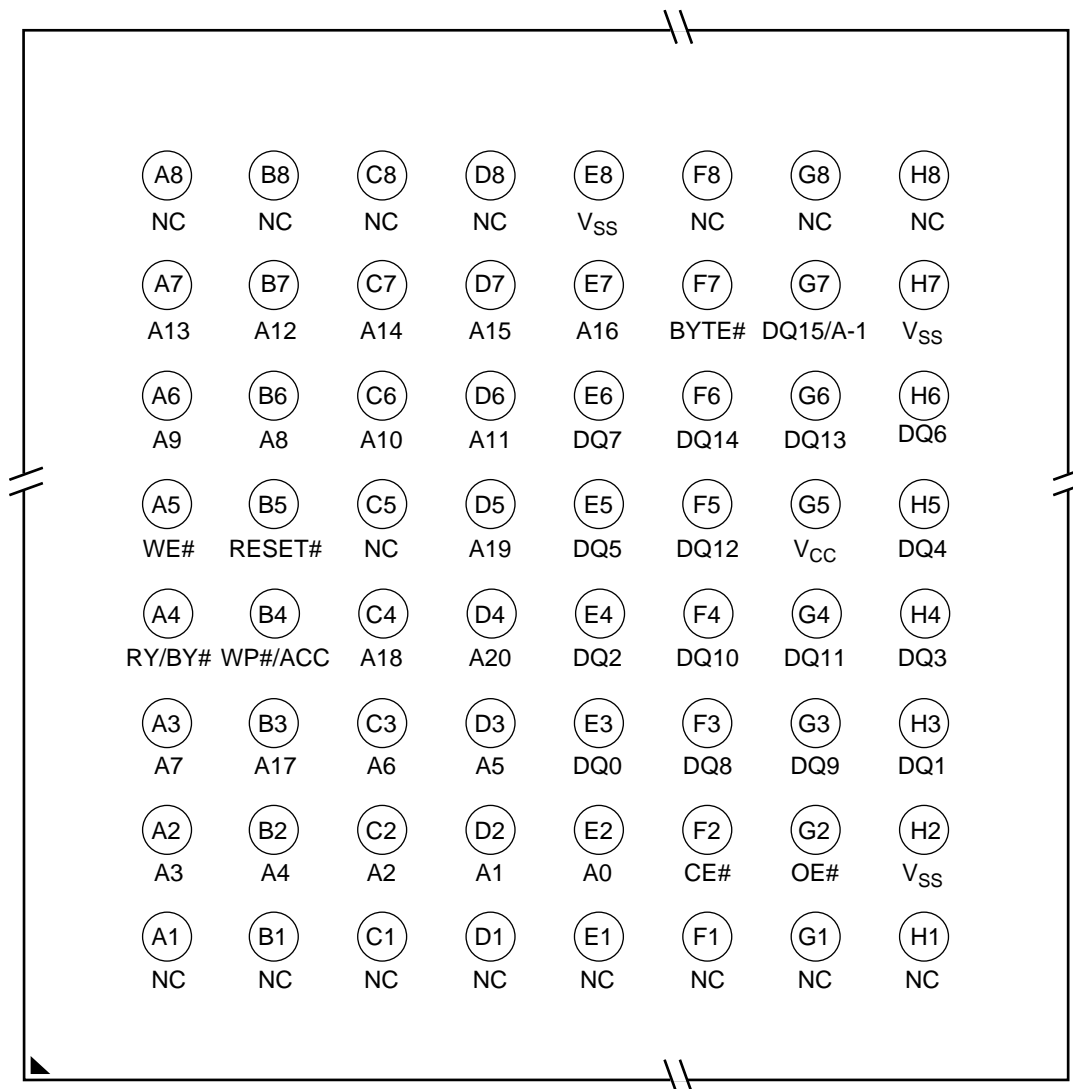 A8 B8 C8 D8 E8 F8 G8 H8
NC NC NC NC VSS NC NC NC
A7 B7 C7 D7 E7 F7 G7 H7
A13 A12 A14 A15 A16 BYTE# DQ15/A-1 VSS
A6 B6 C6 D6 E6 F6 G6 H6
A9 A8 A10 A11 DQ7 DQ14 DQ13 DQ6
A5 B5 C5 D5 E5 F5 G5 H5
WE# RESET# NC A19 DQ5 DQ12 VCC DQ4
A4 B4 C4 D4 E4 F4 G4 H4
RY/BY# WP#/ACC A18 A20 DQ2 DQ10 DQ11 DQ3
A3 B3 C3 D3 E3 F3 G3 H3
A7 A17 A6 A5 DQ0 DQ8 DQ9 DQ1
A2 B2 C2 D2 E2 F2 G2 H2
A3 A4 A2 A1 A0 CE# OE# VSS
A1 B1 C1 D1 E1 F1 G1 H1
NC NC NC NC NC NC NC NC